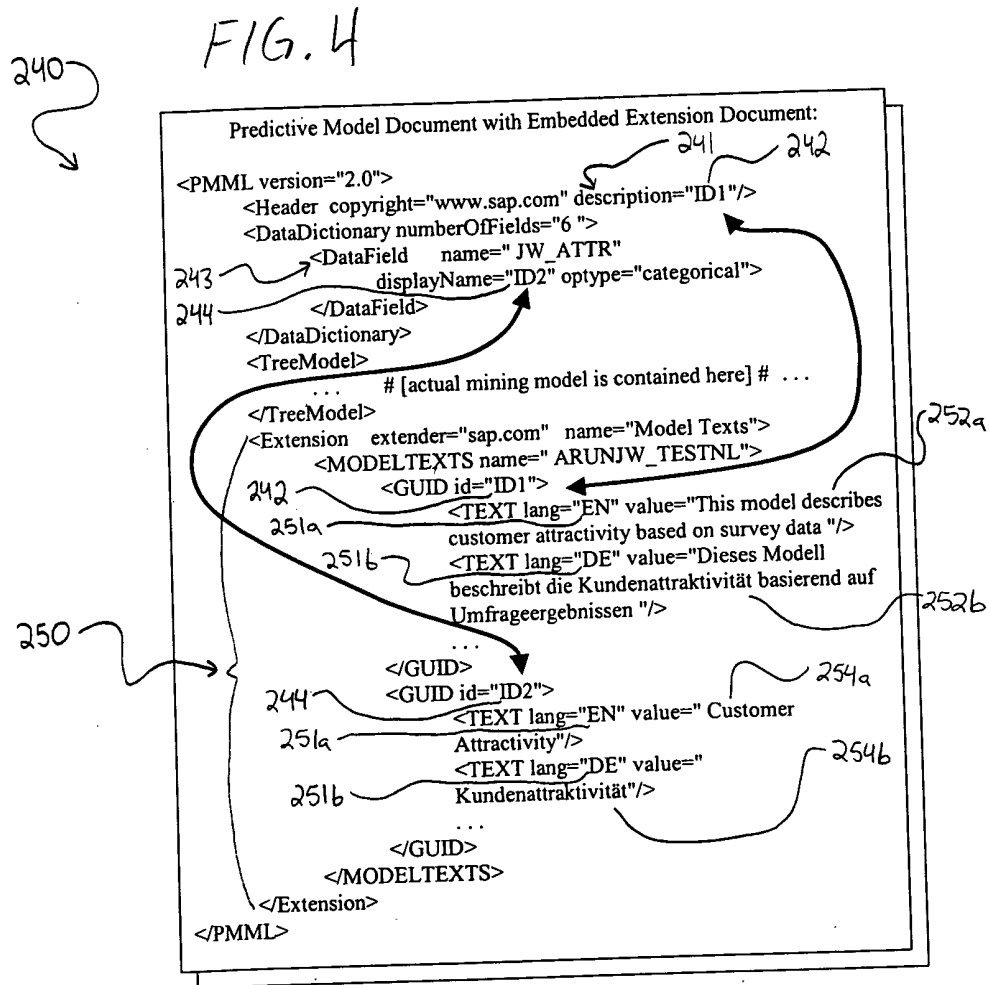 FIG. 4
240
Predictive Model Document with Embedded Extension Document:
241
242
<PMML version="2.0">
<Header copyright="www.sap.com" description="ID1"/>
<DataDictionary numberOfFields="6 ">
243
<DataField name=" JW_ATTR"
displayName="ID2" optype="categorical">
244
</DataField>
</DataDictionary>
<TreeModel>
. . . # [actual mining model is contained here] # . . .
</TreeModel>
252a
<Extension extender="sap.com" name="Model Texts">
<MODELTEXTS name=" ARUNJW_TESTNL">
242
<GUID id="ID1">
251a
<TEXT lang="EN" value="This model describes
customer attractivity based on survey data "/>
251b
<TEXT lang="DE" value="Dieses Modell
beschreibt die Kundenattraktivität basierend auf
Umfrageergebnissen "/>
252b
250
. . .
</GUID>
244
<GUID id="ID2">
254a
251a
<TEXT lang="EN" value=" Customer
Attractivity"/>
251b
<TEXT lang="DE" value="
Kundenattraktivität"/>
254b
. . .
</GUID>
</MODELTEXTS>
</Extension>
</PMML>